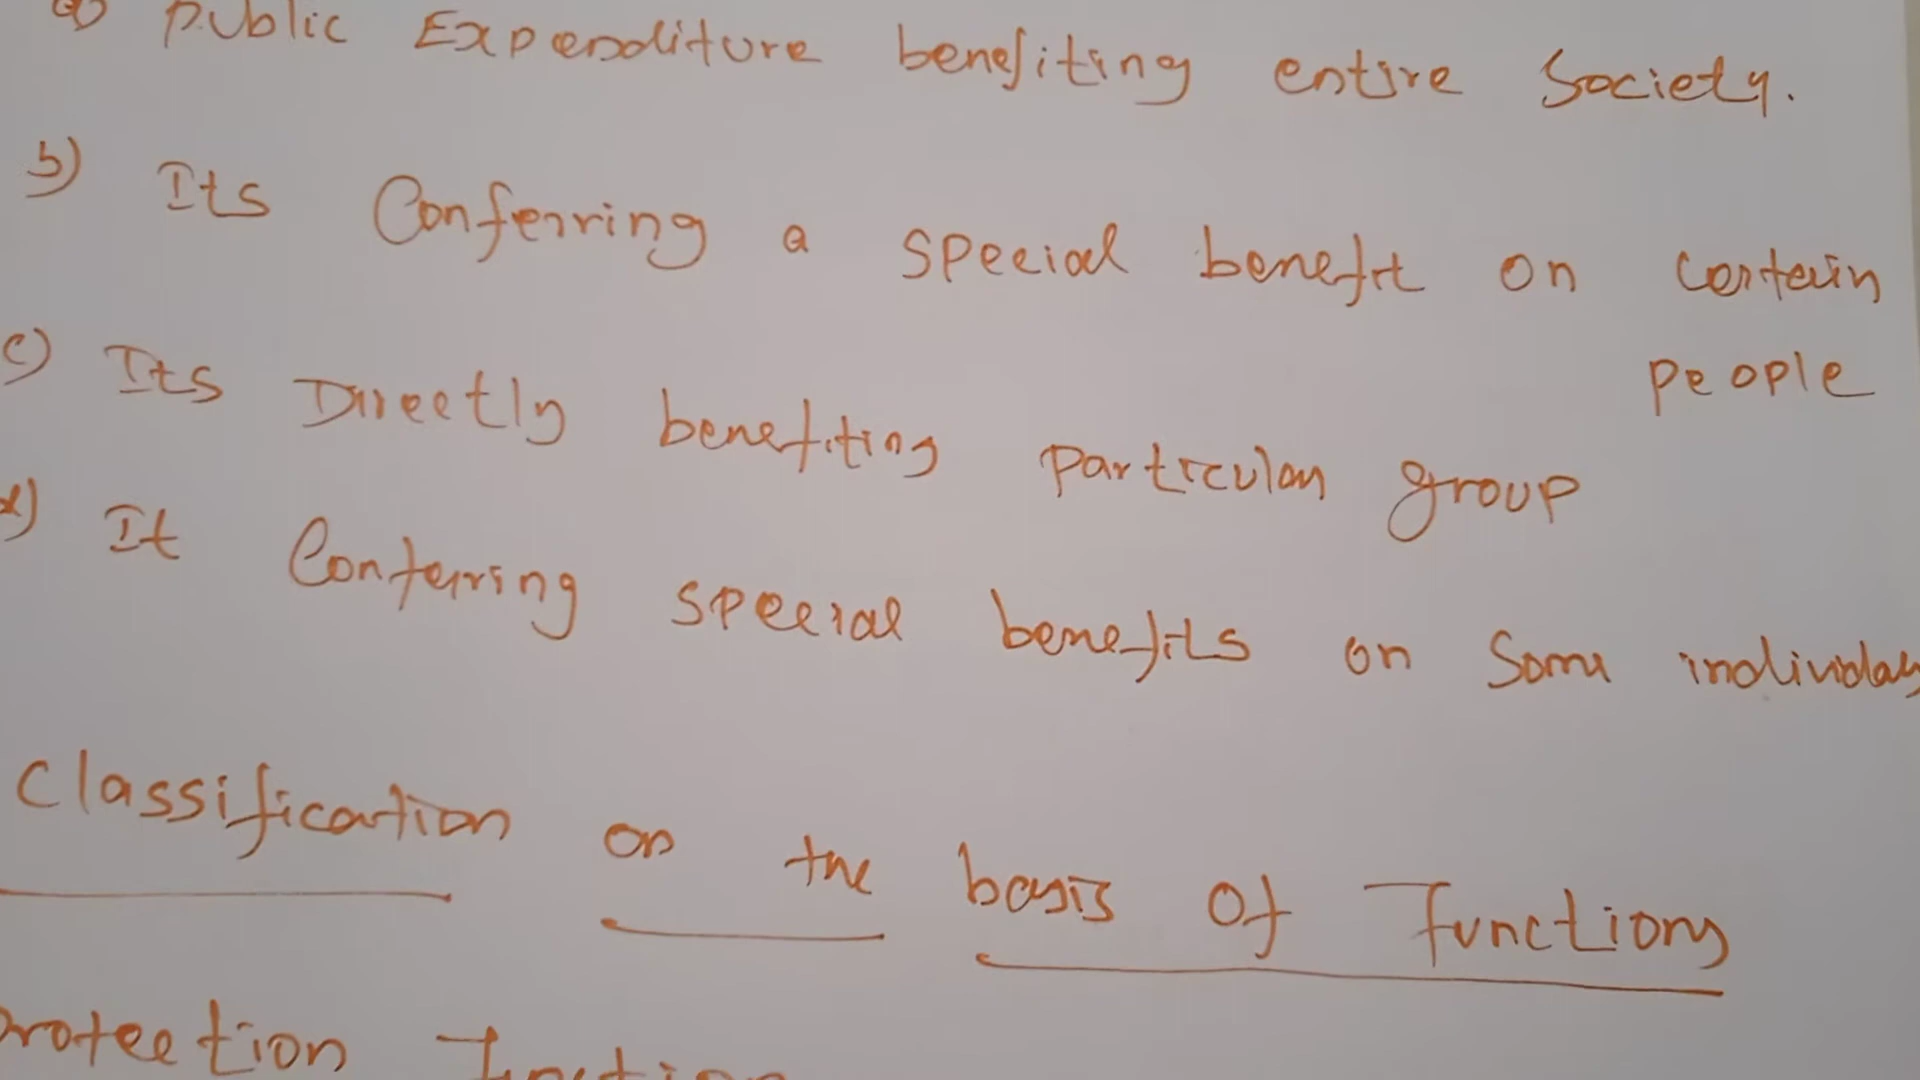 a) Public Expenditure benefiting entire Society.
b) Its Conferring a special benefit on certain
people
c) Its Directly benefiting particular group
d) It Conferring special benefits on Some
Classification on the basis of Functions
protection function